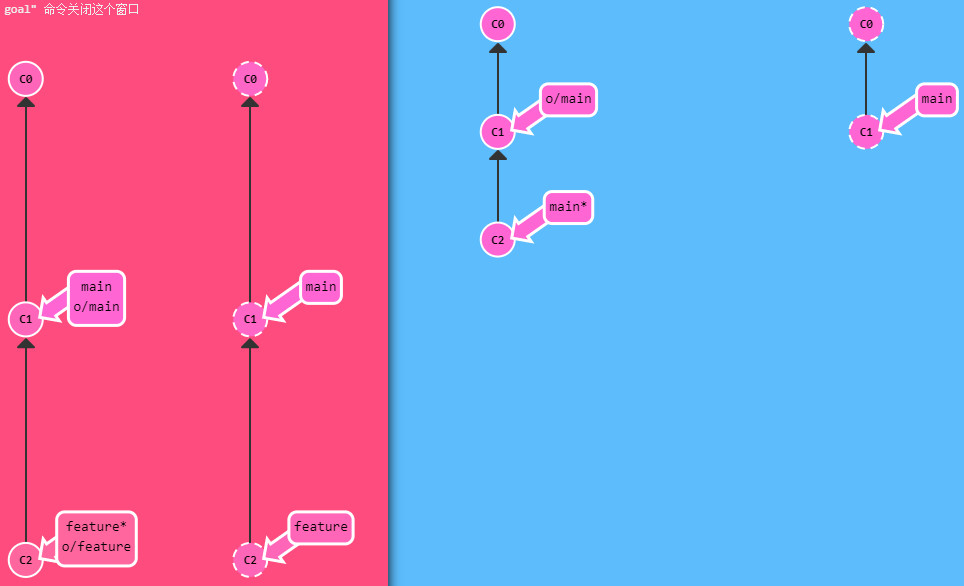 goal" 命令关闭这个窗口
C0
C0
main
o/main
C1
main
C1
feature*
o/feature
C2
feature
C2
C0
o/main
C1
main*
C2
C0
main
C1